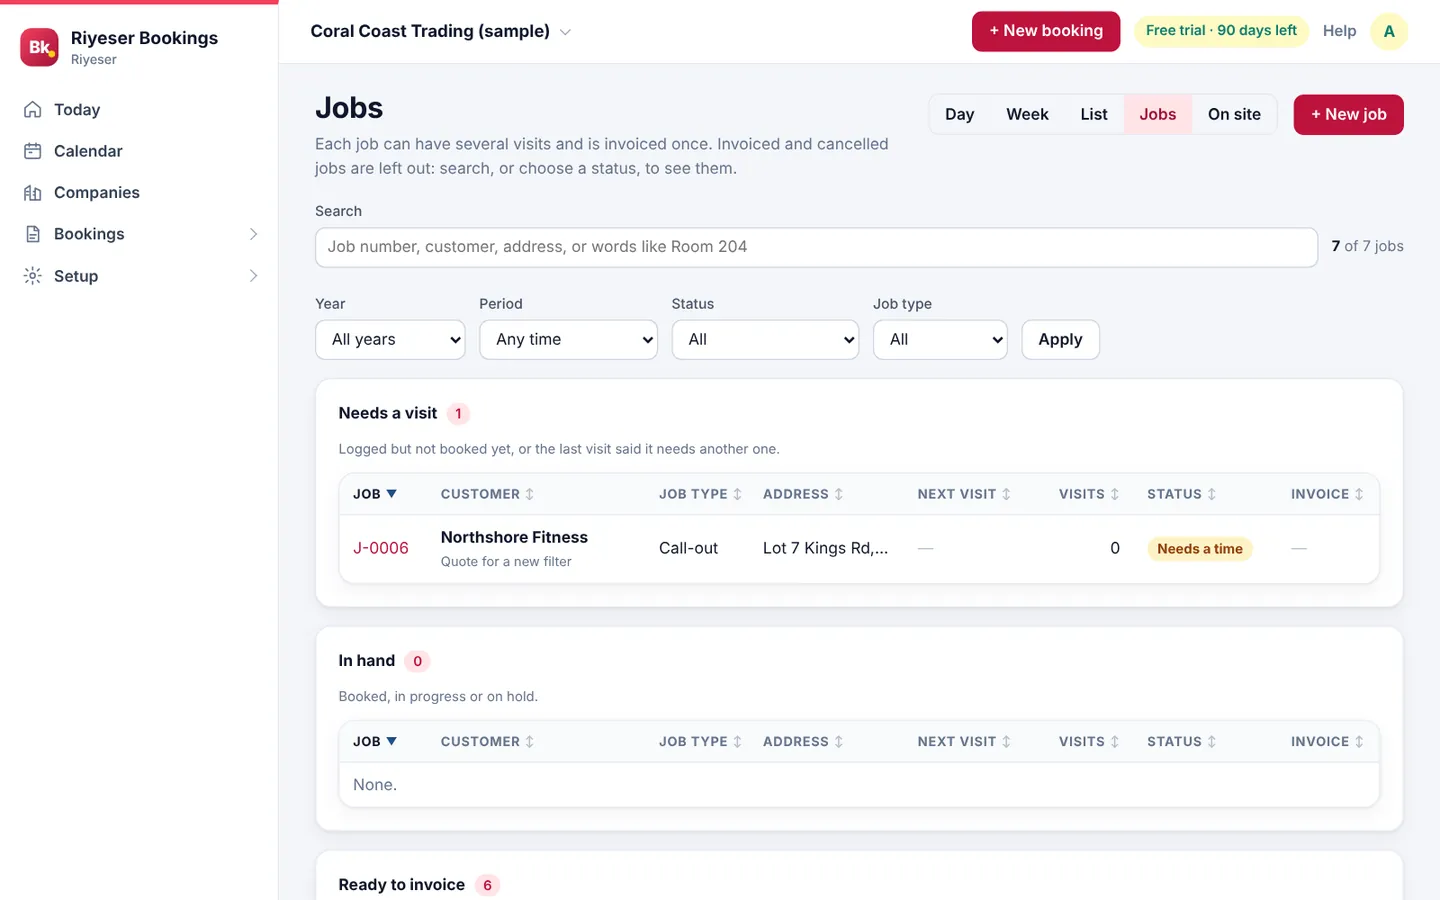 Bk
Riyeser Bookings
Riyeser
Today
Calendar
Companies
Bookings
Setup
Coral Coast Trading (sample)
+ New booking
Free trial · 90 days left
Help
A
Jobs
Each job can have several visits and is invoiced once. Invoiced and cancelled
jobs are left out: search, or choose a status, to see them.
Day Week List Jobs On site
+ New job
Search
Job number, customer, address, or words like Room 204
7 of 7 jobs
Year Period Status Job type
All years Any time All All Apply
Needs a visit 1
Logged but not booked yet, or the last visit said it needs another one.
JOB CUSTOMER JOB TYPE ADDRESS NEXT VISIT VISITS STATUS INVOICE
J-0006 Northshore Fitness Call-out Lot 7 Kings Rd,... — 0 Needs a time —
Quote for a new filter
In hand 0
Booked, in progress or on hold.
JOB CUSTOMER JOB TYPE ADDRESS NEXT VISIT VISITS STATUS INVOICE
None.
Ready to invoice 6